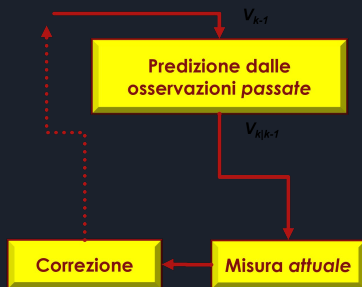 V_{k-1}
Predizione dalle
osservazioni passate
V_{k|k-1}
Correzione
Misura attuale